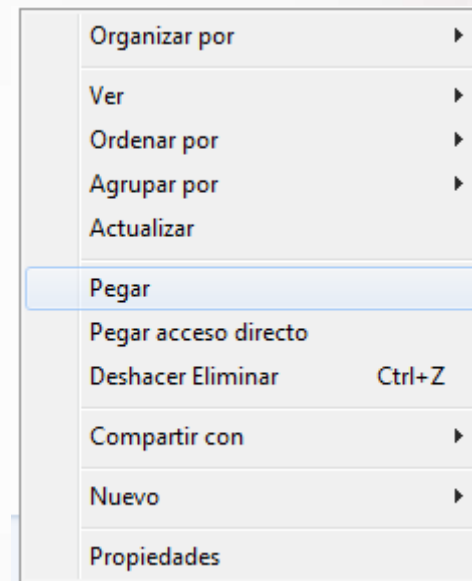 Organizar por
Ver
Ordenar por
Agrupar por
Actualizar
Pegar
Pegar acceso directo
Deshacer Eliminar Ctrl+Z
Compartir con
Nuevo
Propiedades